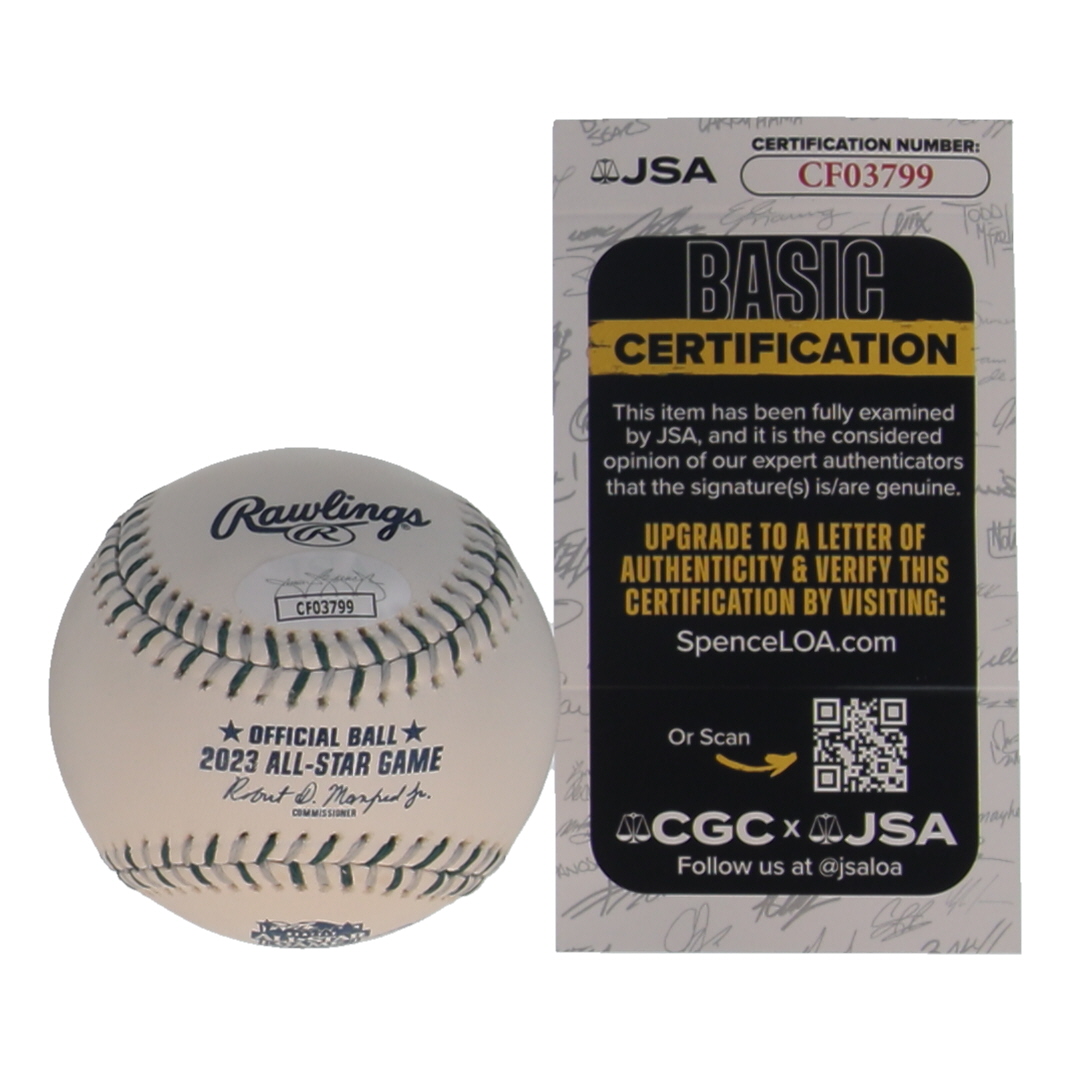 Rawlings
R
CF03799
★ OFFICIAL BALL ★
2023 ALL-STAR GAME
Robert D. Manfred Jr.
COMMISSIONER
ALL-STAR
JSA
CERTIFICATION NUMBER:
CF03799
BASIC
CERTIFICATION
This item has been fully examined
by JSA, and it is the considered
opinion of our expert authenticators
that the signature(s) is/are genuine.
UPGRADE TO A LETTER OF
AUTHENTICITY & VERIFY THIS
CERTIFICATION BY VISITING:
SpenceLOA.com
Or Scan
CGC x JSA
Follow us at @jsaloa